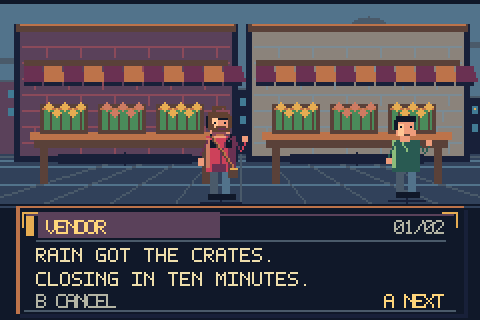 VENDOR
01/02
RAIN GOT THE CRATES.
CLOSING IN TEN MINUTES.
B CANCEL
A NEXT